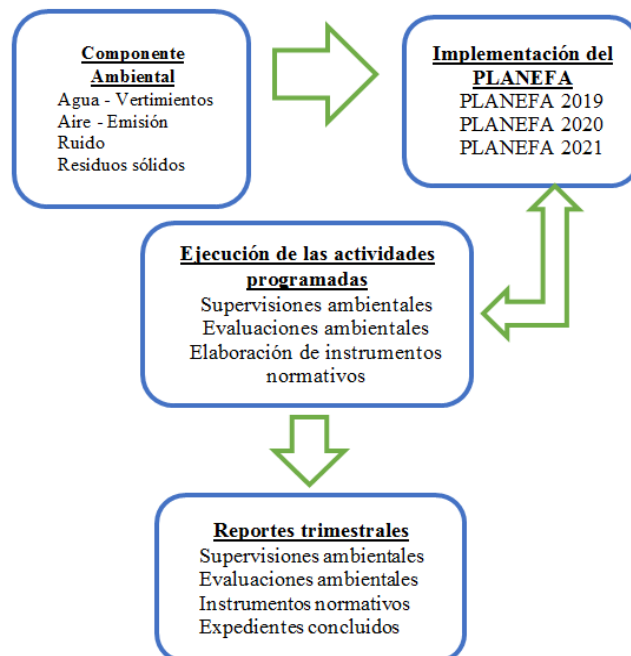 Componente
Ambiental
Agua - Vertimientos
Aire - Emisión
Ruido
Residuos sólidos
Implementación del
PLANEFA
PLANEFA 2019
PLANEFA 2020
PLANEFA 2021
Ejecución de las actividades
programadas
Supervisiones ambientales
Evaluaciones ambientales
Elaboración de instrumentos
normativos
Reportes trimestrales
Supervisiones ambientales
Evaluaciones ambientales
Instrumentos normativos
Expedientes concluidos